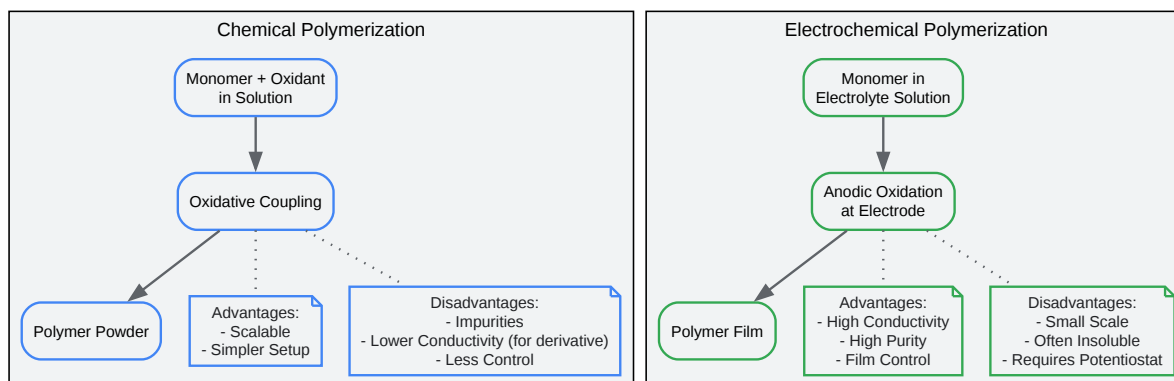 Chemical Polymerization
Monomer + Oxidant
in Solution
Oxidative Coupling
Polymer Powder
Advantages:
- Scalable
- Simpler Setup
Disadvantages:
- Impurities
- Lower Conductivity (for derivative)
- Less Control
Electrochemical Polymerization
Monomer in
Electrolyte Solution
Anodic Oxidation
at Electrode
Polymer Film
Advantages:
- High Conductivity
- High Purity
- Film Control
Disadvantages:
- Small Scale
- Often Insoluble
- Requires Potentiostat